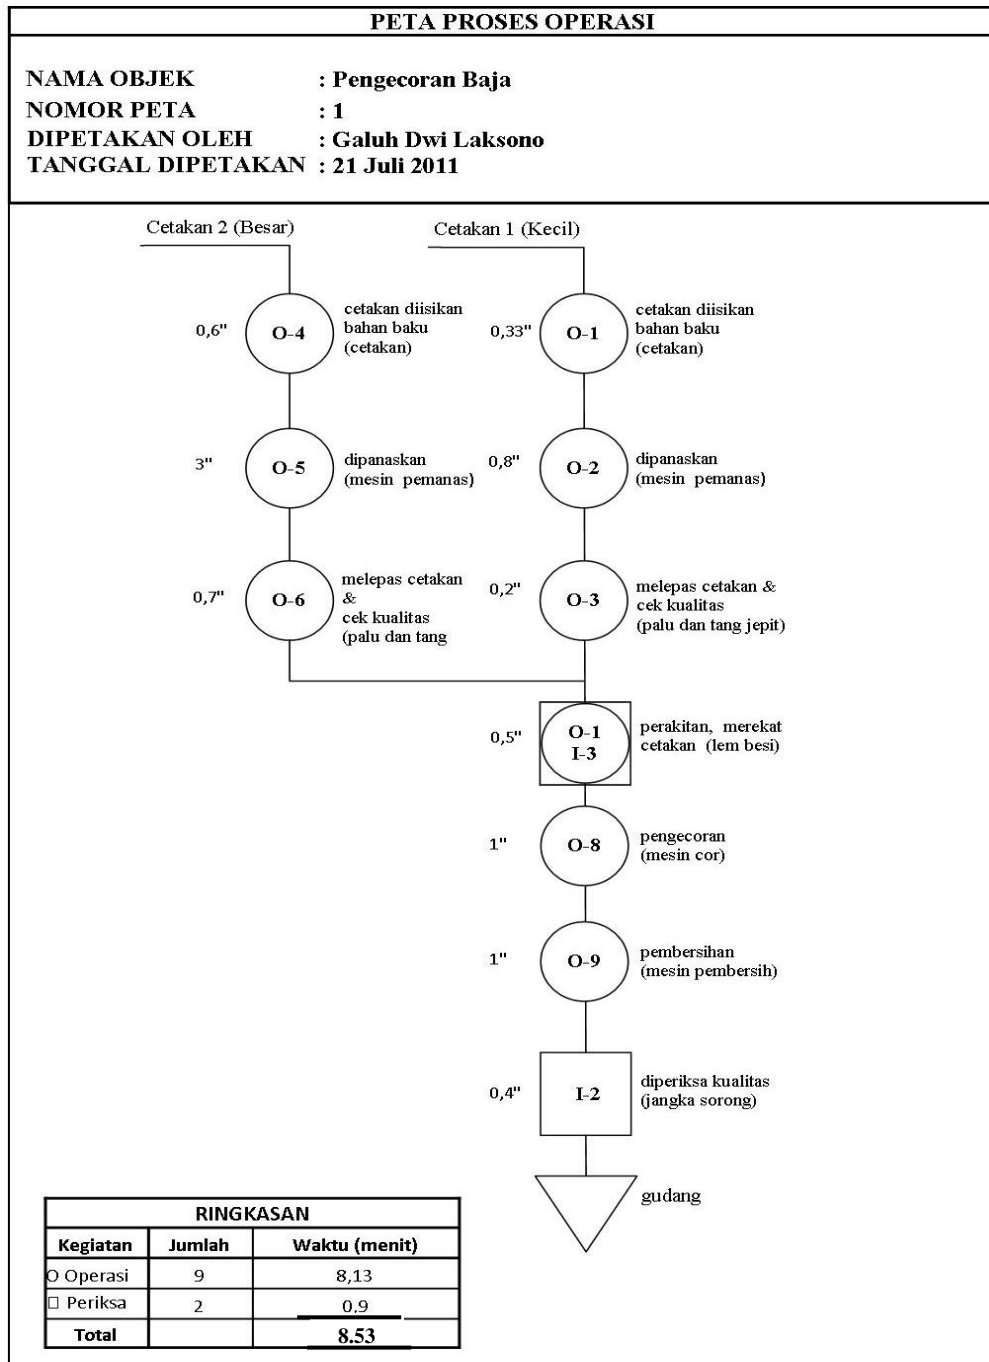 PETA PROSES OPERASI
NAMA OBJEK : Pengecoran Baja
NOMOR PETA : 1
DIPETAKAN OLEH : Galuh Dwi Laksono
TANGGAL DIPETAKAN : 21 Juli 2011
Cetakan 2 (Besar)
Cetakan 1 (Kecil)
0,6"
O-4
cetakan diisikan
bahan baku
(cetakan)
0,33"
O-1
cetakan diisikan
bahan baku
(cetakan)
3"
O-5
dipanaskan
(mesin pemanas)
0,8"
O-2
dipanaskan
(mesin pemanas)
0,7"
O-6
melepas cetakan
&
cek kualitas
(palu dan tang
0,2"
O-3
melepas cetakan &
cek kualitas
(palu dan tang jepit)
0,5"
O-1
I-3
perakitan, merekat
cetakan (lem besi)
1"
O-8
pengecoran
(mesin cor)
1"
O-9
pembersihan
(mesin pembersih)
0,4"
I-2
diperiksa kualitas
(jangka sorong)
gudang
RINGKASAN
Kegiatan Jumlah Waktu (menit)
O Operasi 9 8,13
□ Periksa 2 0,9
Total 8.53